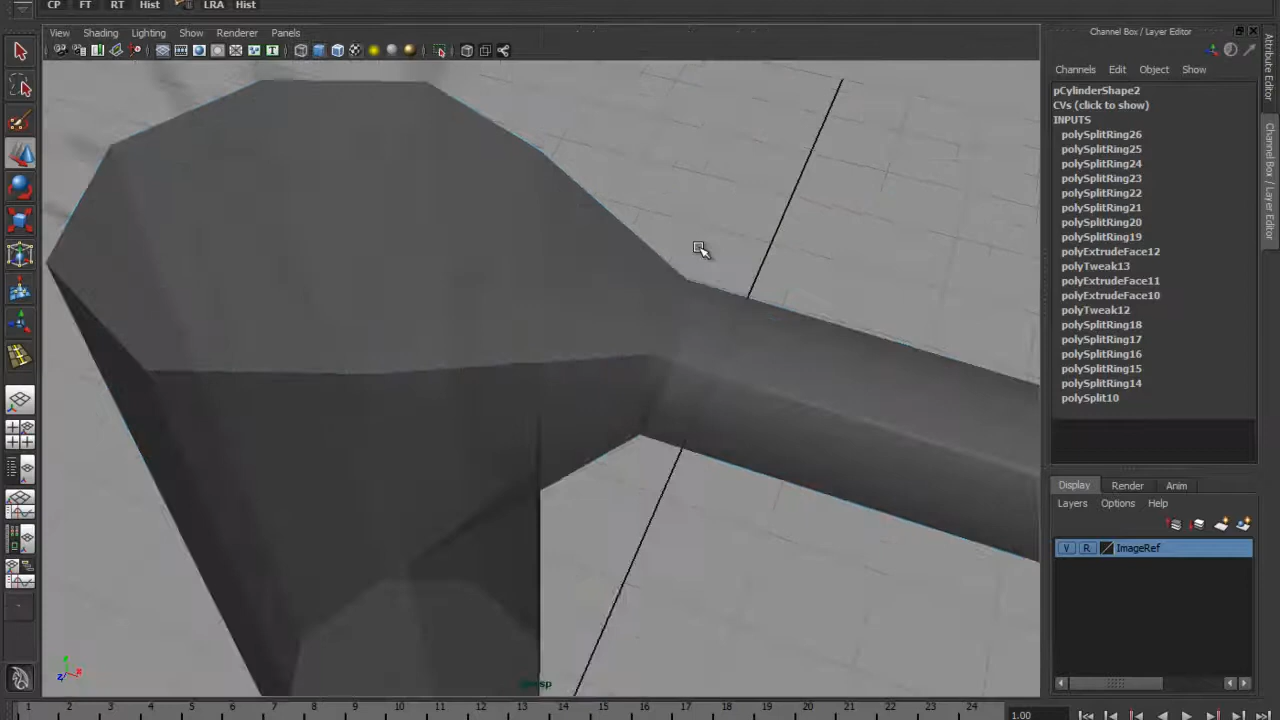 CP FT RT Hist LRA Hist
View Shading Lighting Show Renderer Panels
Channel Box / Layer Editor
Channels Edit Object Show
pCylinderShape2
CVs (click to show)
INPUTS
polySplitRing26
polySplitRing25
polySplitRing24
polySplitRing23
polySplitRing22
polySplitRing21
polySplitRing20
polySplitRing19
polyExtrudeFace12
polyTweak13
polyExtrudeFace11
polyExtrudeFace10
polyTweak12
polySplitRing18
polySplitRing17
polySplitRing16
polySplitRing15
polySplitRing14
polySplit10
Attribute Editor
Channel Box / Layer Editor
Display Render Anim
Layers Options Help
V R ImageRef
persp
y x z
1 2 3 4 5 6 7 8 9 10 11 12 13 14 15 16 17 18 19 20 21 22 23 24
1.00